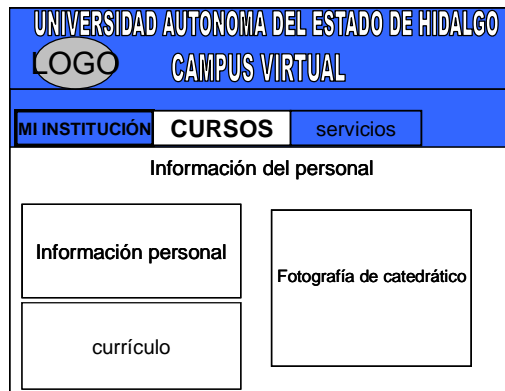 UNIVERSIDAD AUTONOMA DEL ESTADO DE HIDALGO
LOGO
CAMPUS VIRTUAL
MI INSTITUCIÓN
CURSOS
servicios
Información del personal
Información personal
Fotografía de catedrático
currículo